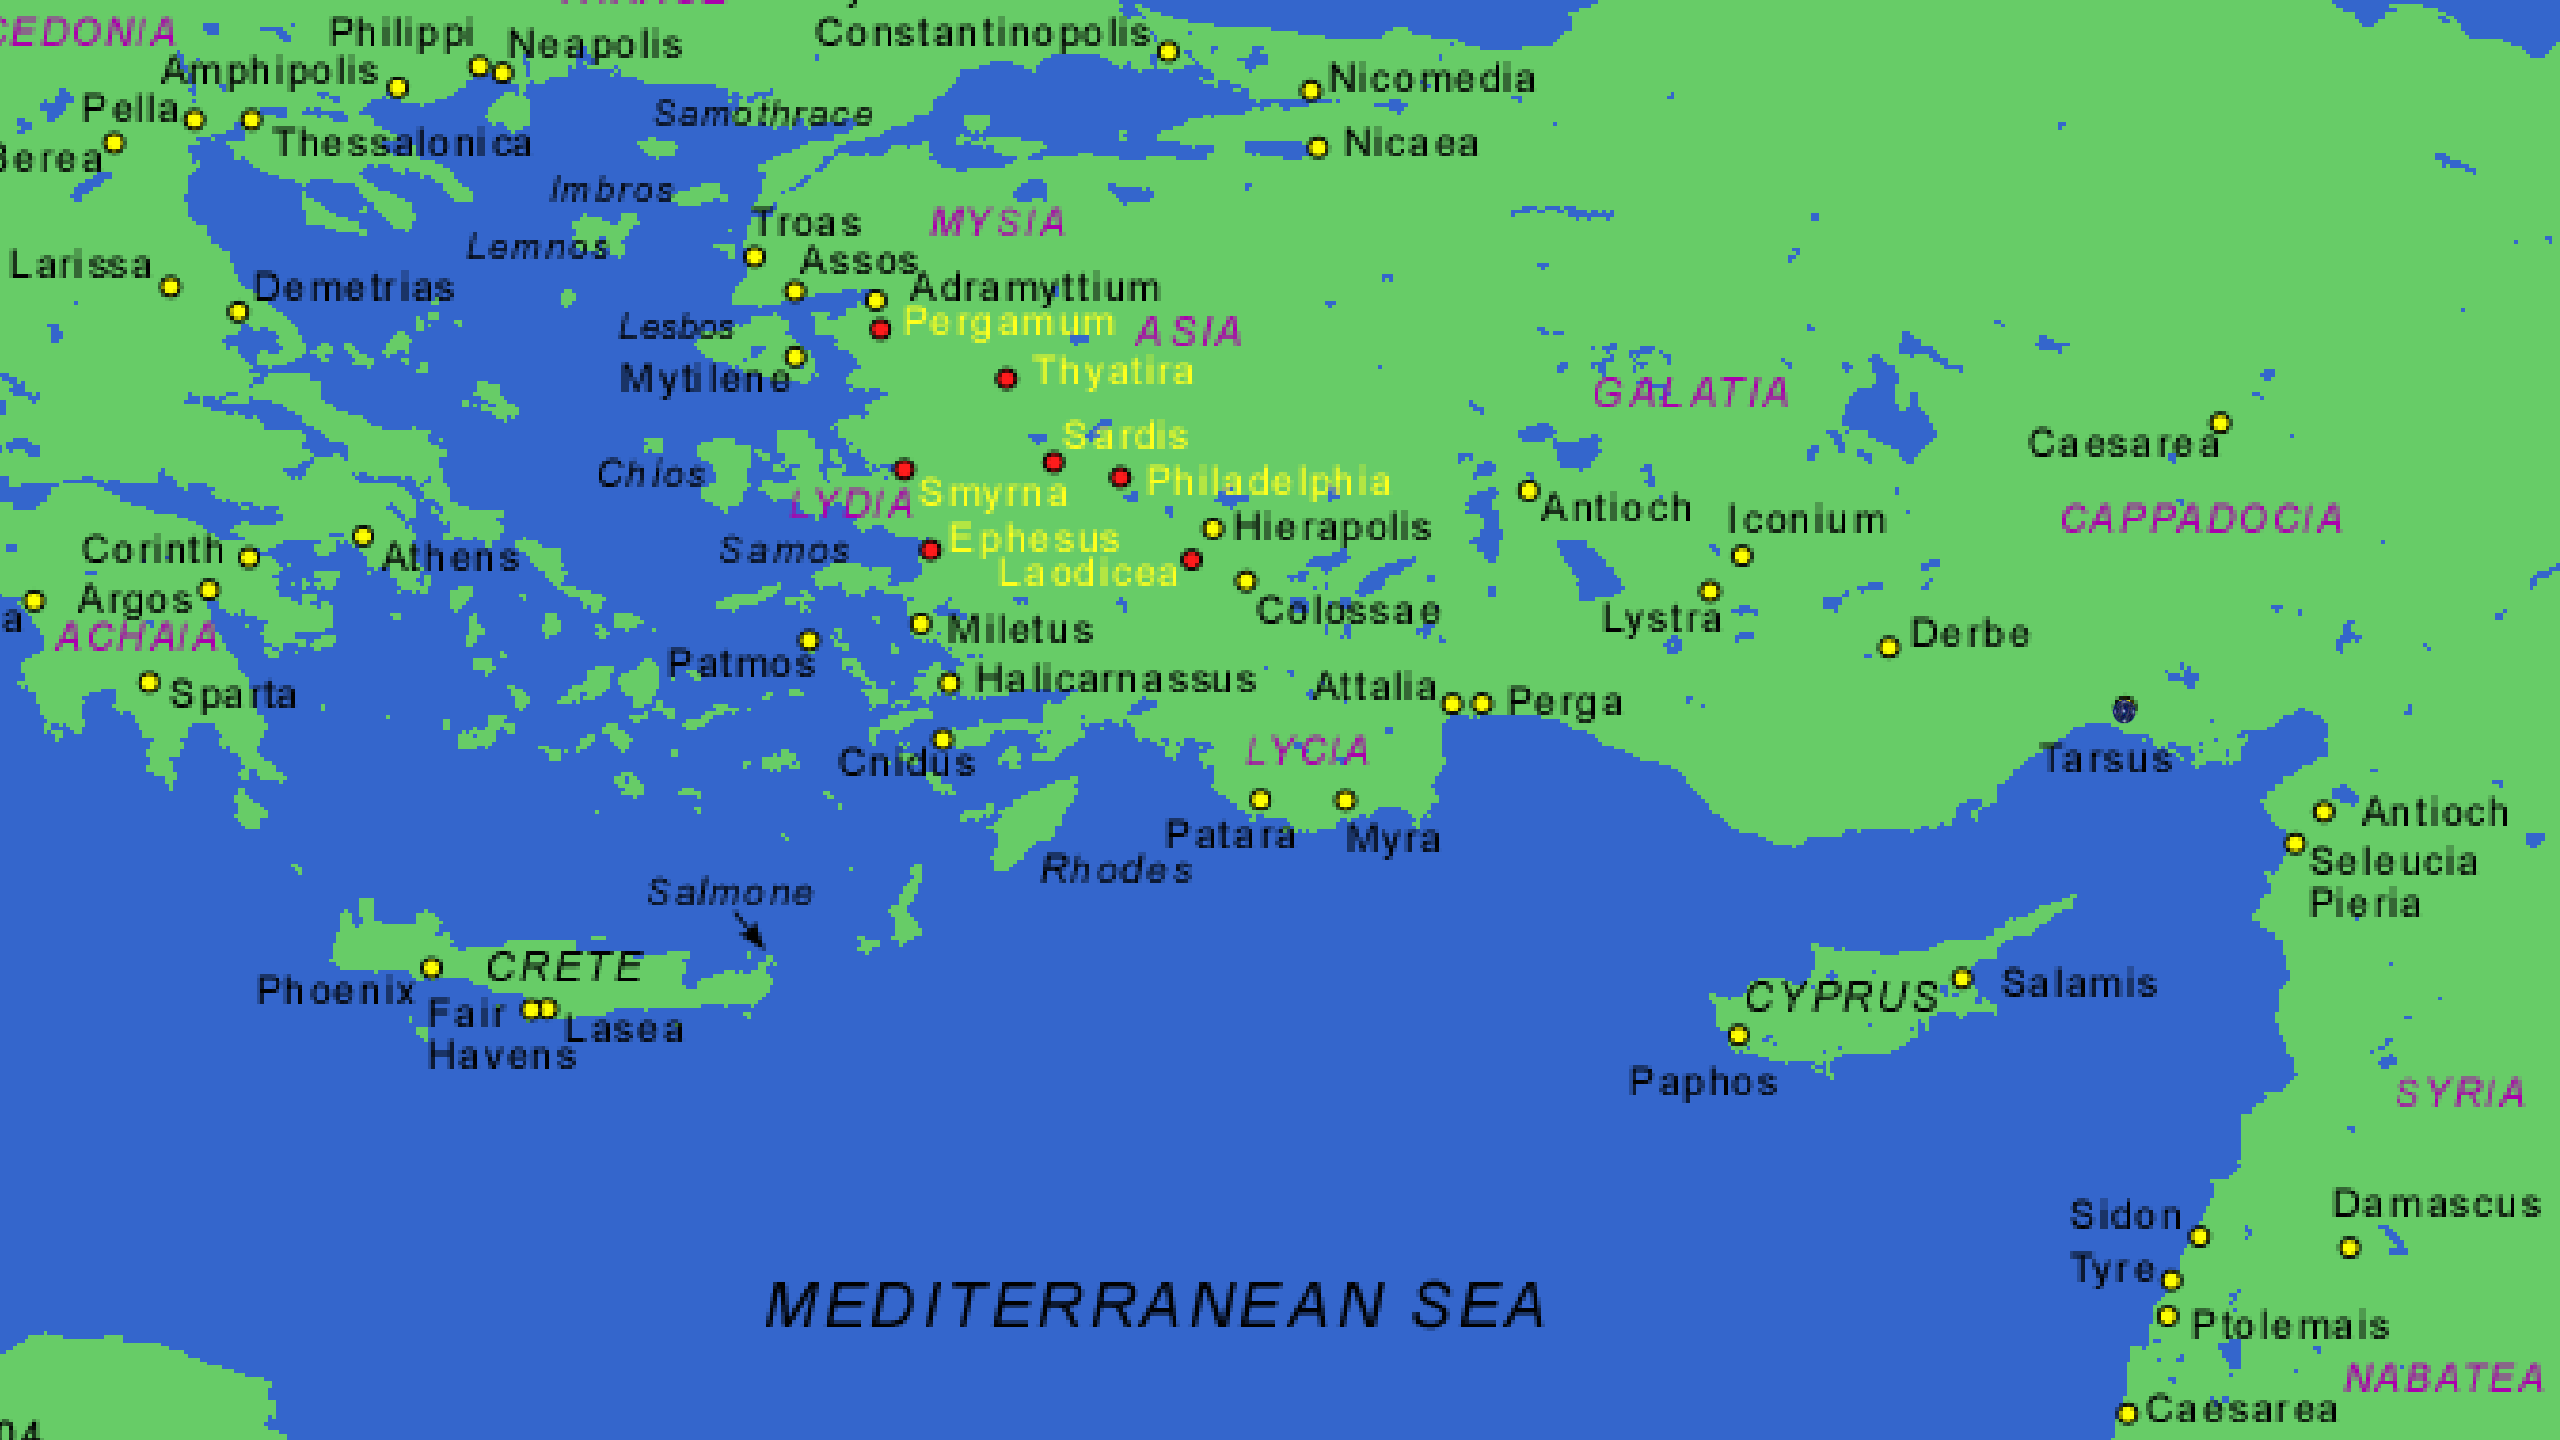 CEDONIA
Philippi
Neapolis
Constantinopolis
Amphipolis
Nicomedia
Pella
Samothrace
Thessalonica
Berea
Nicaea
Imbros
Troas
MYSIA
Lemnos
Larissa
Assos
Demetrias
Adramyttium
Pergamum
ASIA
Lesbos
Thyatira
Mytilene
GALATIA
Sardis
Caesarea
Chios
Philadelphia
LYDIA
Smyrna
Antioch
Iconium
CAPPADOCIA
Hierapolis
Ephesus
Corinth
Athens
Samos
Laodicea
Argos
a
Colossae
Lystra
ACHAIA
Miletus
Derbe
Patmos
Halicarnassus
Attalia
Perga
Sparta
LYCIA
Cnidus
Tarsus
Antioch
Patara
Myra
Rhodes
Seleucia
Pieria
Salmone
CRETE
Phoenix
CYPRUS
Salamis
Fair
Havens
Lasea
Paphos
SYRIA
Damascus
Sidon
Tyre
MEDITERRANEAN SEA
Ptolemais
NABATEA
Caesarea
04